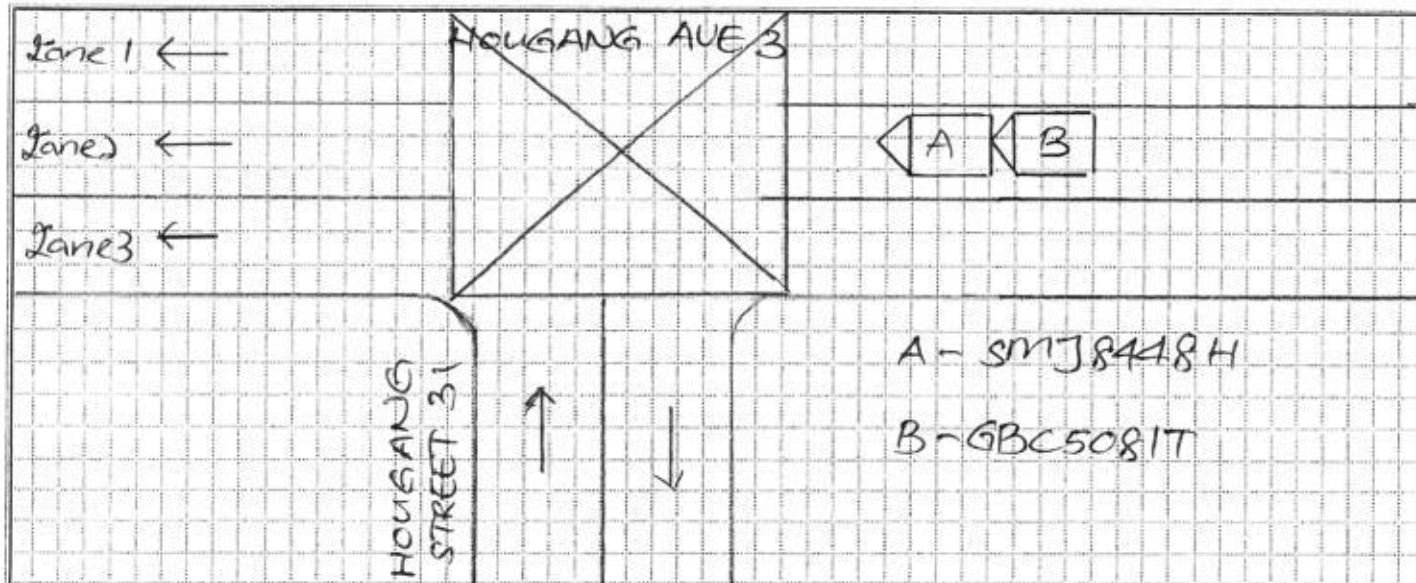 Lane 1
HOUGANG AVE 3
Lane 2
A
B
Lane 3
HOUGANG
STREET 31
A - SMJ8448H
B - GBC5081T